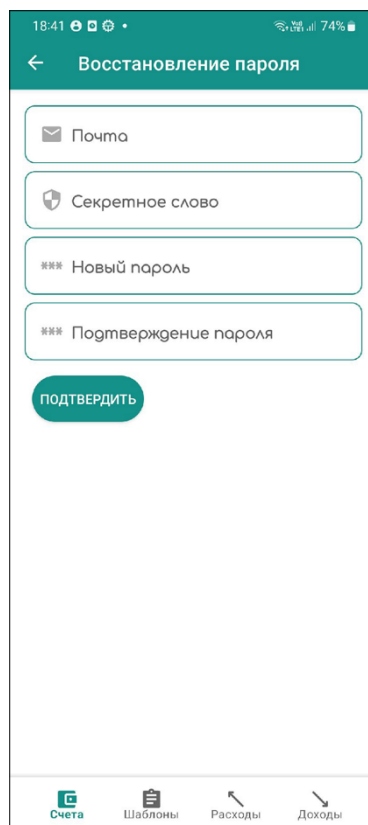 18:41
74%
Восстановление пароля
Почта
Секретное слово
*** Новый пароль
*** Подтверждение пароля
ПОДТВЕРДИТЬ
Счета Шаблоны Расходы Доходы